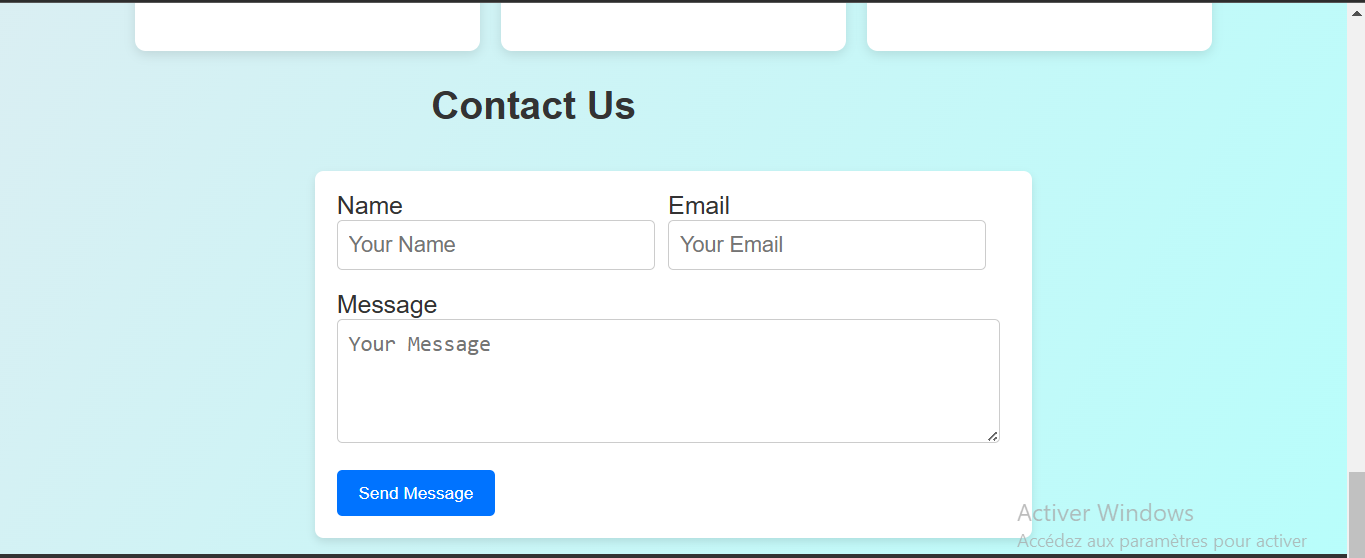 Contact Us
Name
Email
Your Name
Your Email
Message
Your Message
Send Message
Activer Windows
Accédez aux paramètres pour activer